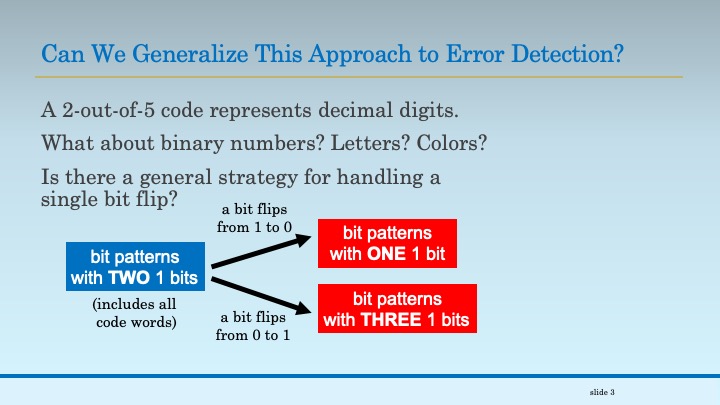 Can We Generalize This Approach to Error Detection?
A 2-out-of-5 code represents decimal digits.
What about binary numbers? Letters? Colors?
Is there a general strategy for handling a
single bit flip?
a bit flips
from 1 to 0
bit patterns
with ONE 1 bit
bit patterns
with TWO 1 bits
(includes all
code words)
a bit flips
from 0 to 1
bit patterns
with THREE 1 bits
slide 3